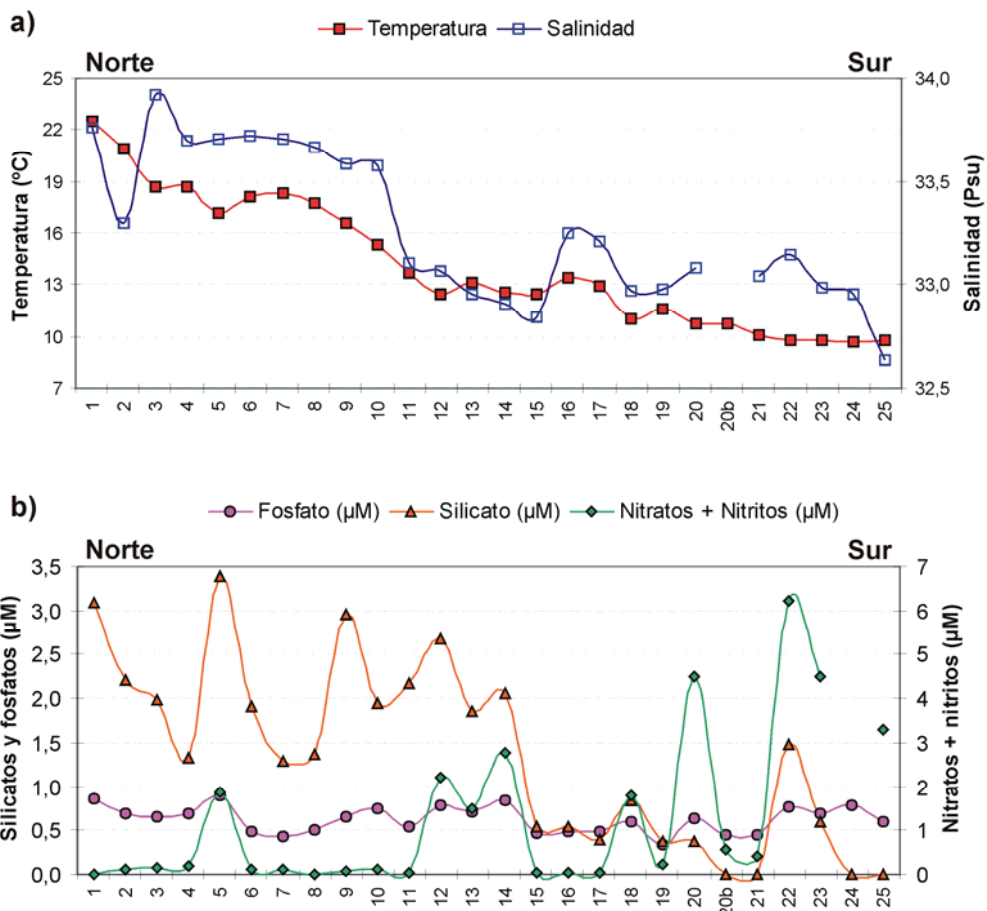 a)
Temperatura Salinidad
Norte Sur
25 34,0
22
19 33,5
16
13 33,0
10
7 32,5
Temperatura (ºC)
Salinidad (Psu)
1 2 3 4 5 6 7 8 9 10 11 12 13 14 15 16 17 18 19 20 20b 21 22 23 24 25
b)
Fosfato (µM) Silicato (µM) Nitratos + Nitritos (µM)
Norte Sur
3,5 7
3,0 6
2,5 5
2,0 4
1,5 3
1,0 2
0,5 1
0,0 0
Silicatos y fosfatos (µM)
Nitratos + nitritos (µM)
1 2 3 4 5 6 7 8 9 10 11 12 13 14 15 16 17 18 19 20 20b 21 22 23 24 25